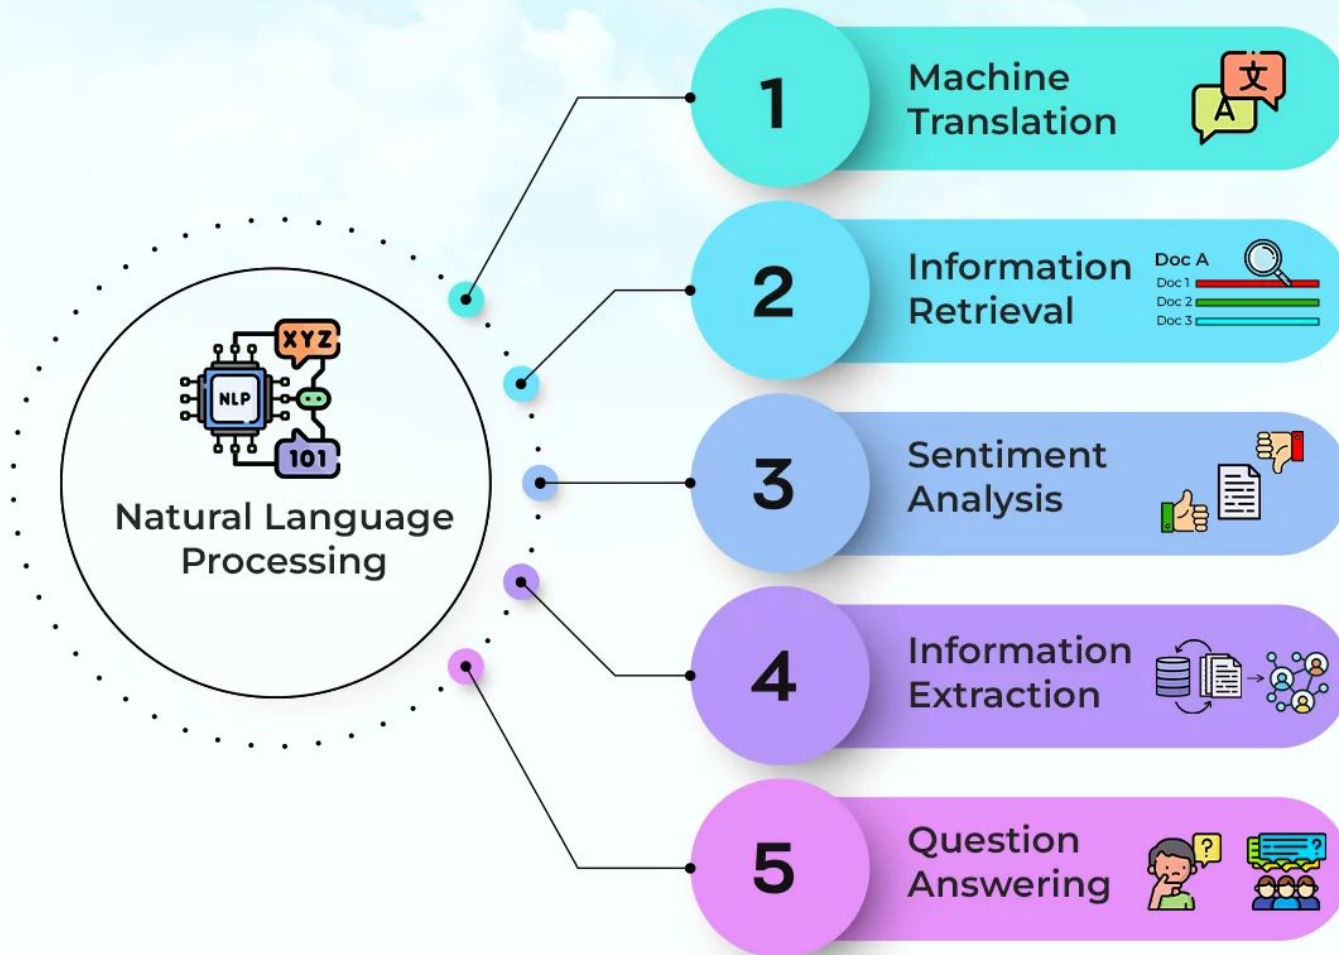 XYZ
NLP
101
Natural Language
Processing
1
Machine
Translation
文
A
2
Information
Retrieval
Doc A
Doc 1
Doc 2
Doc 3
3
Sentiment
Analysis
4
Information
Extraction
5
Question
Answering
?
?